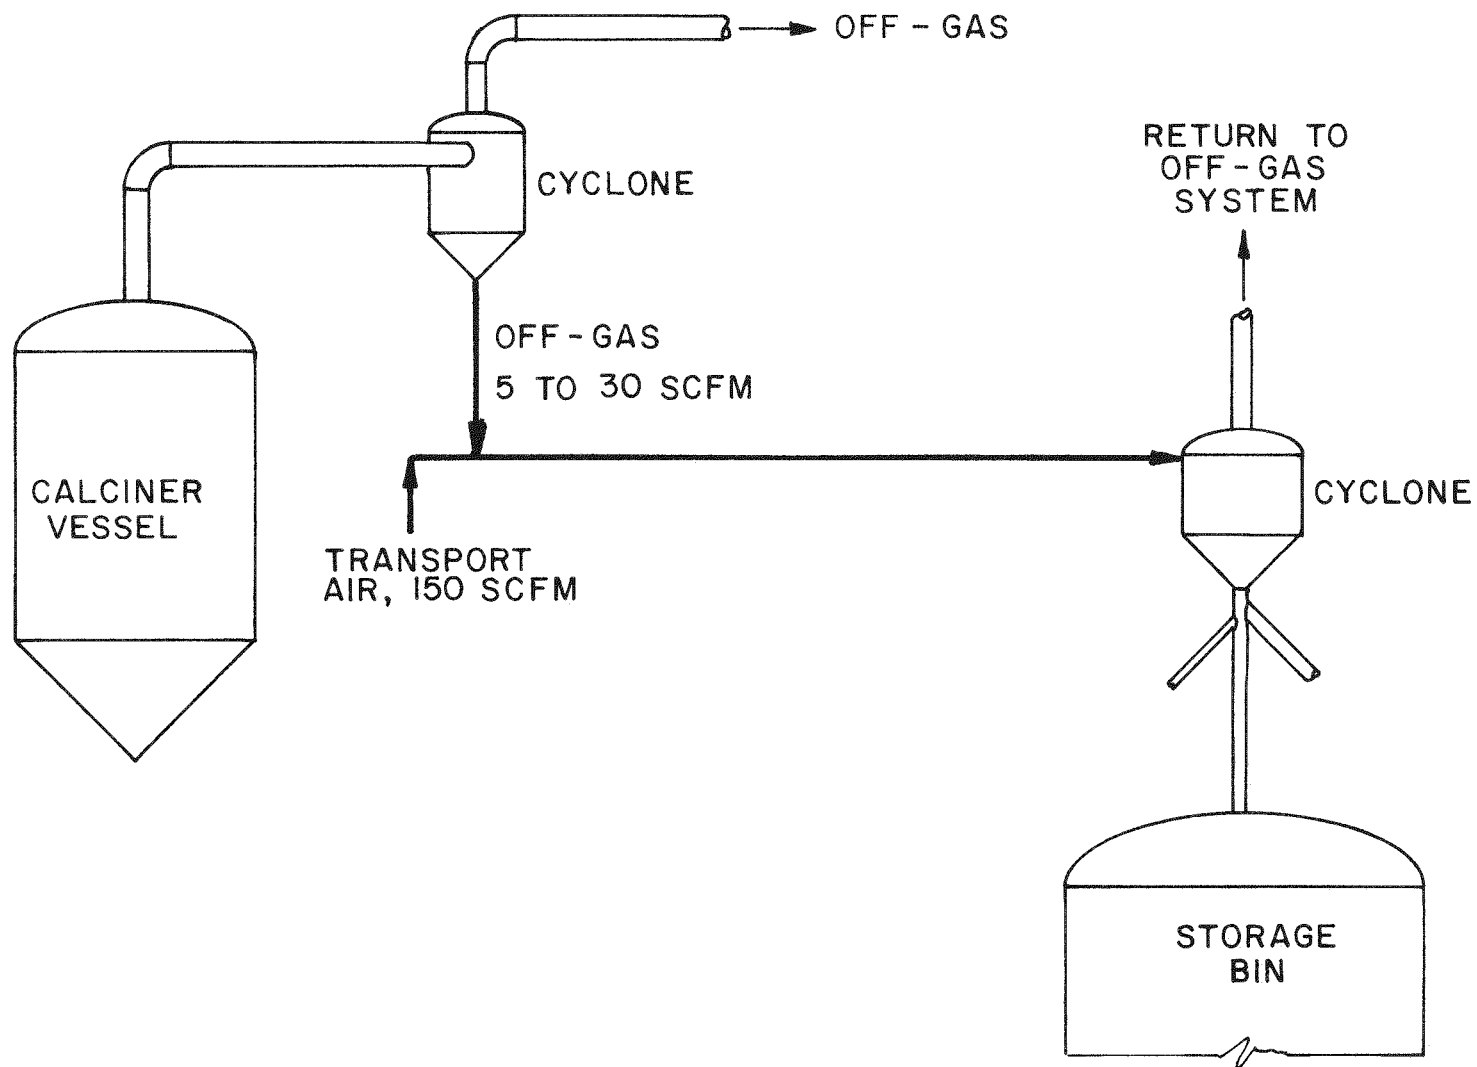 OFF-GAS
RETURN TO
OFF-GAS
SYSTEM
CYCLONE
OFF-GAS
5 TO 30 SCFM
CALCINER
VESSEL
CYCLONE
TRANSPORT
AIR, 150 SCFM
STORAGE
BIN